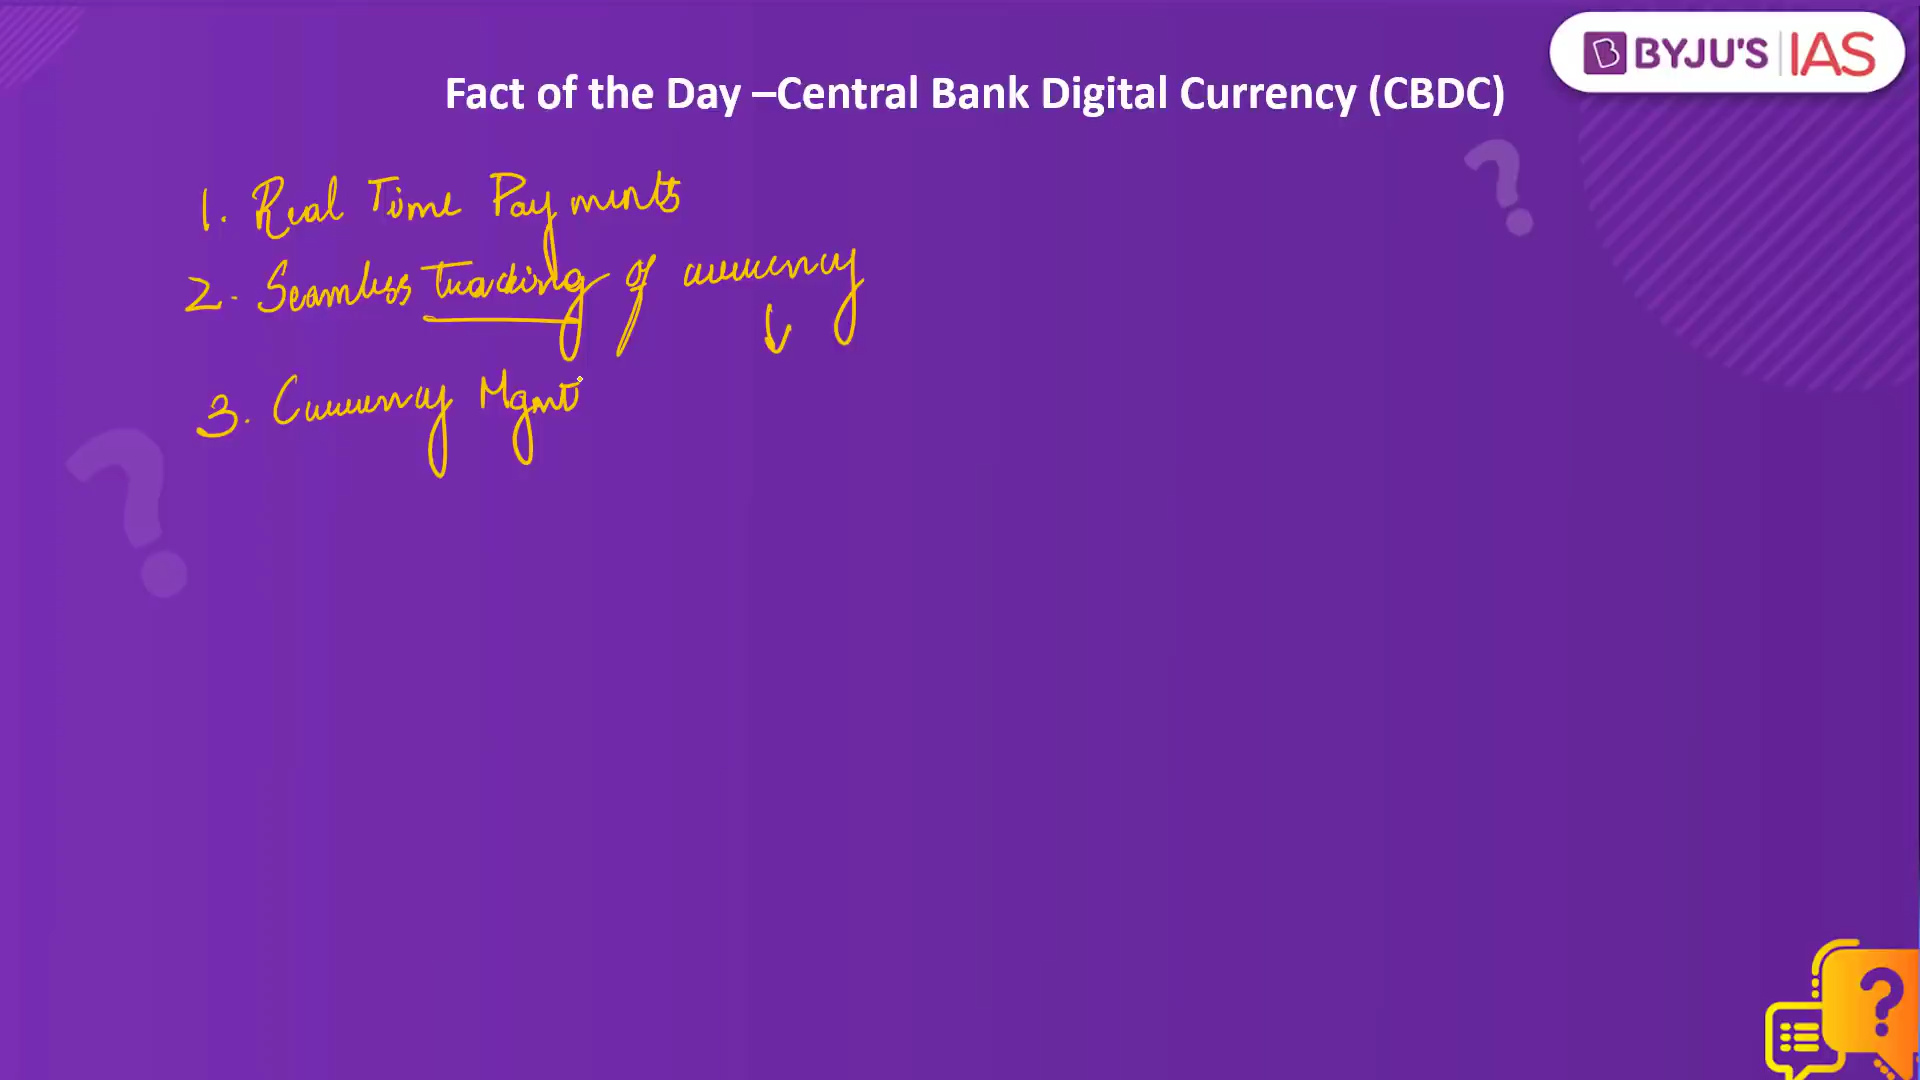 BYJU'S IAS
Fact of the Day –Central Bank Digital Currency (CBDC)
1. Real Time Payments
2. Seamless tracking of currency
3. Currency Mgmt